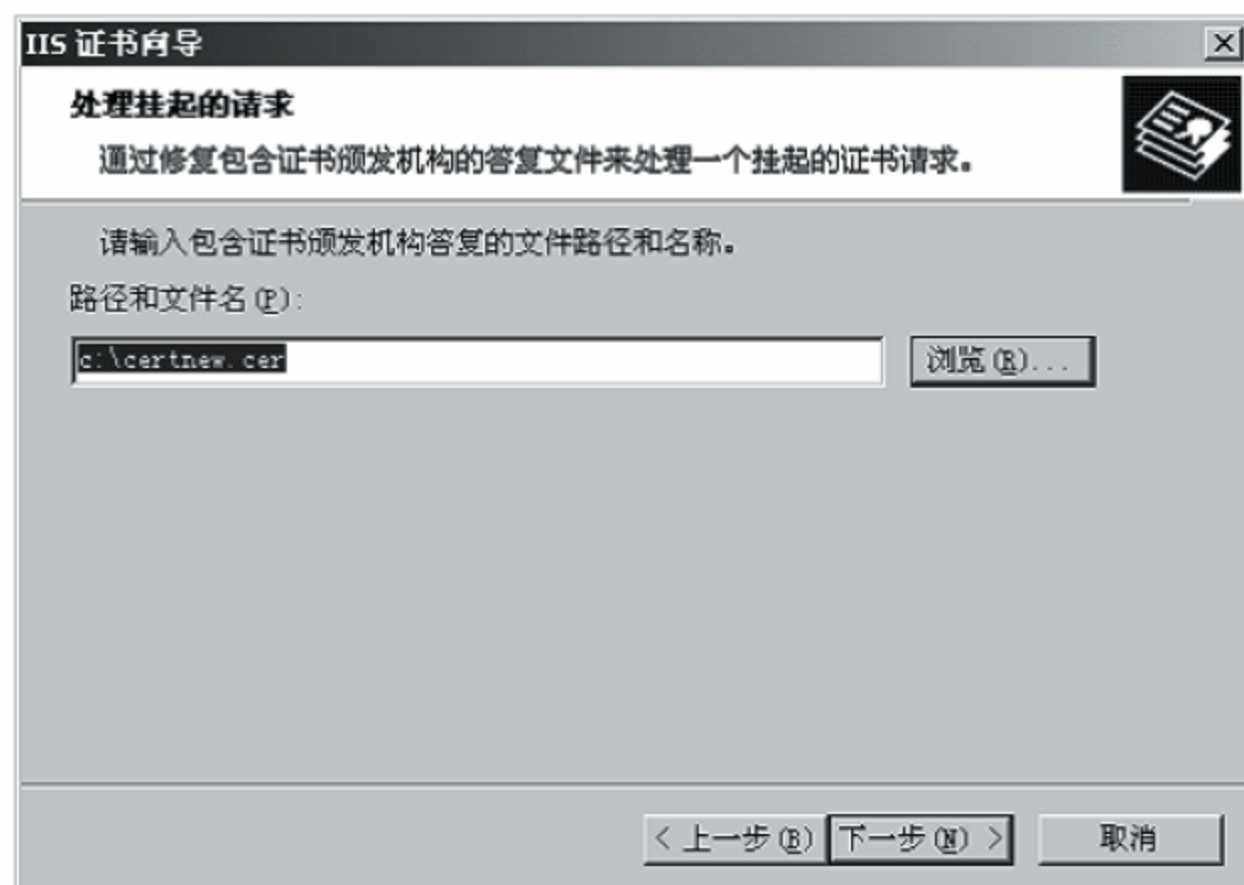 IIS 证书向导
处理挂起的请求
通过修复包含证书颁发机构的答复文件来处理一个挂起的证书请求。
请输入包含证书颁发机构答复的文件路径和名称。
路径和文件名(P):
c:\certnew.cer
浏览(R)...
< 上一步(B) 下一步(N) > 取消